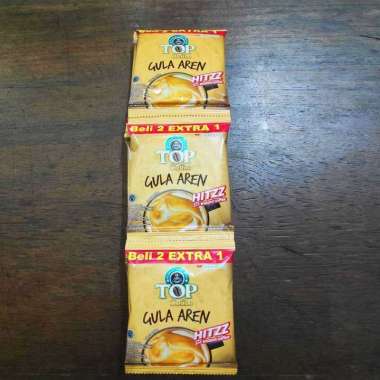 TOP
GULA AREN
HITZZ
Beli 2 EXTRA 1
TOP
GULA AREN
HITZZ
Beli 2 EXTRA 1
TOP
GULA AREN
HITZZ